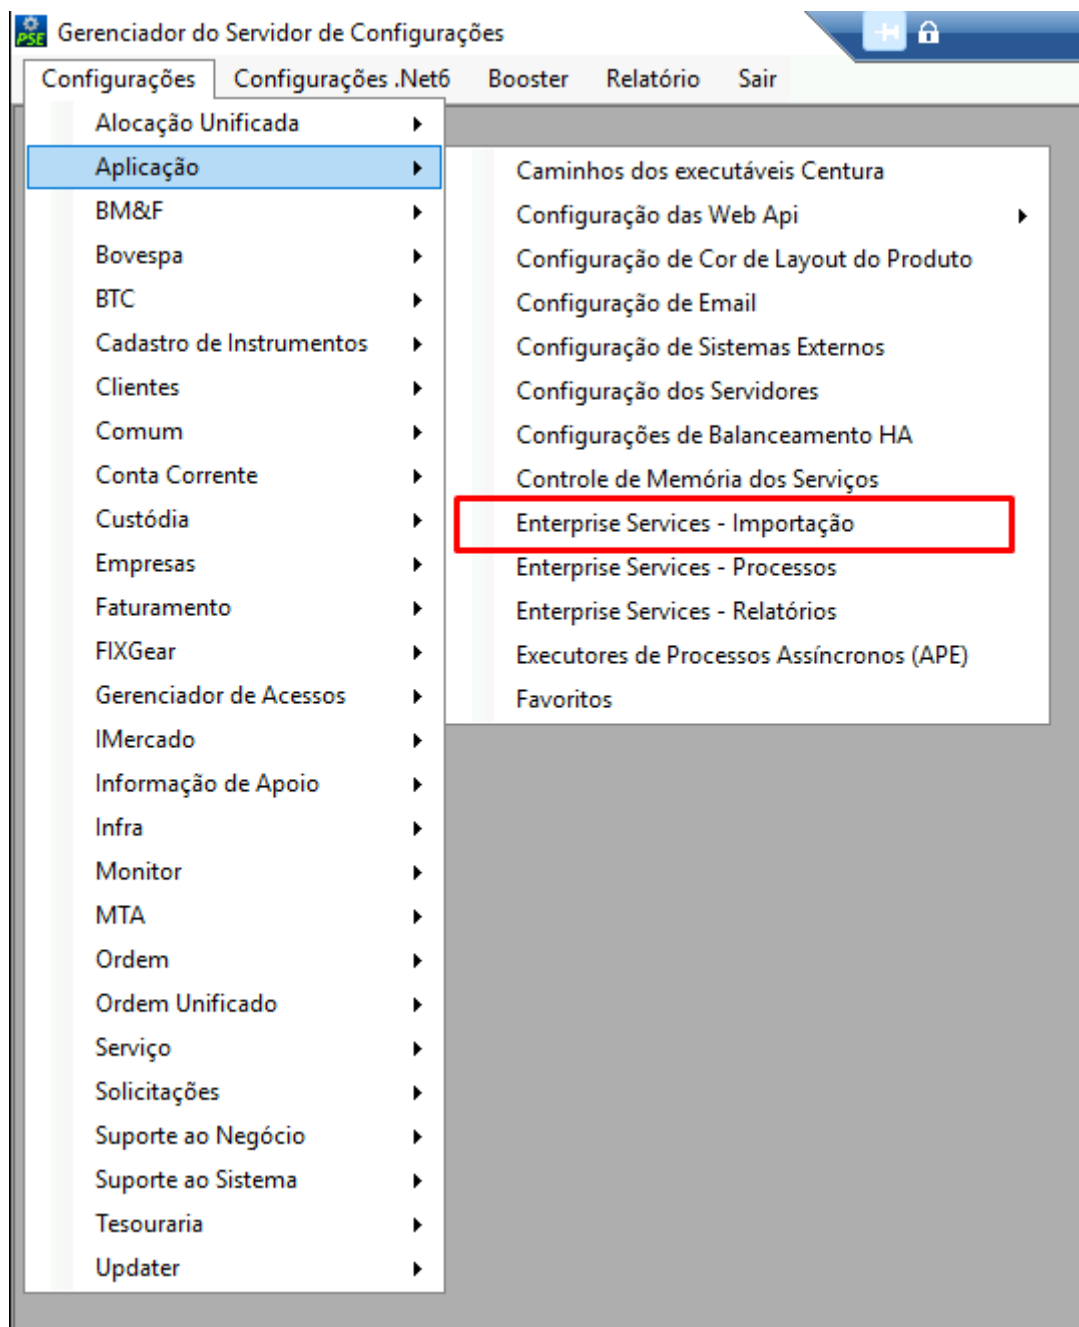 PSE Gerenciador do Servidor de Configurações
Configurações Configurações .Net6 Booster Relatório Sair
Alocação Unificada
Aplicação
BM&F
Bovespa
BTC
Cadastro de Instrumentos
Clientes
Comum
Conta Corrente
Custódia
Empresas
Faturamento
FIXGear
Gerenciador de Acessos
IMercado
Informação de Apoio
Infra
Monitor
MTA
Ordem
Ordem Unificado
Serviço
Solicitações
Suporte ao Negócio
Suporte ao Sistema
Tesouraria
Updater
Caminhos dos executáveis Centura
Configuração das Web Api
Configuração de Cor de Layout do Produto
Configuração de Email
Configuração de Sistemas Externos
Configuração dos Servidores
Configurações de Balanceamento HA
Controle de Memória dos Serviços
Enterprise Services - Importação
Enterprise Services - Processos
Enterprise Services - Relatórios
Executores de Processos Assíncronos (APE)
Favoritos